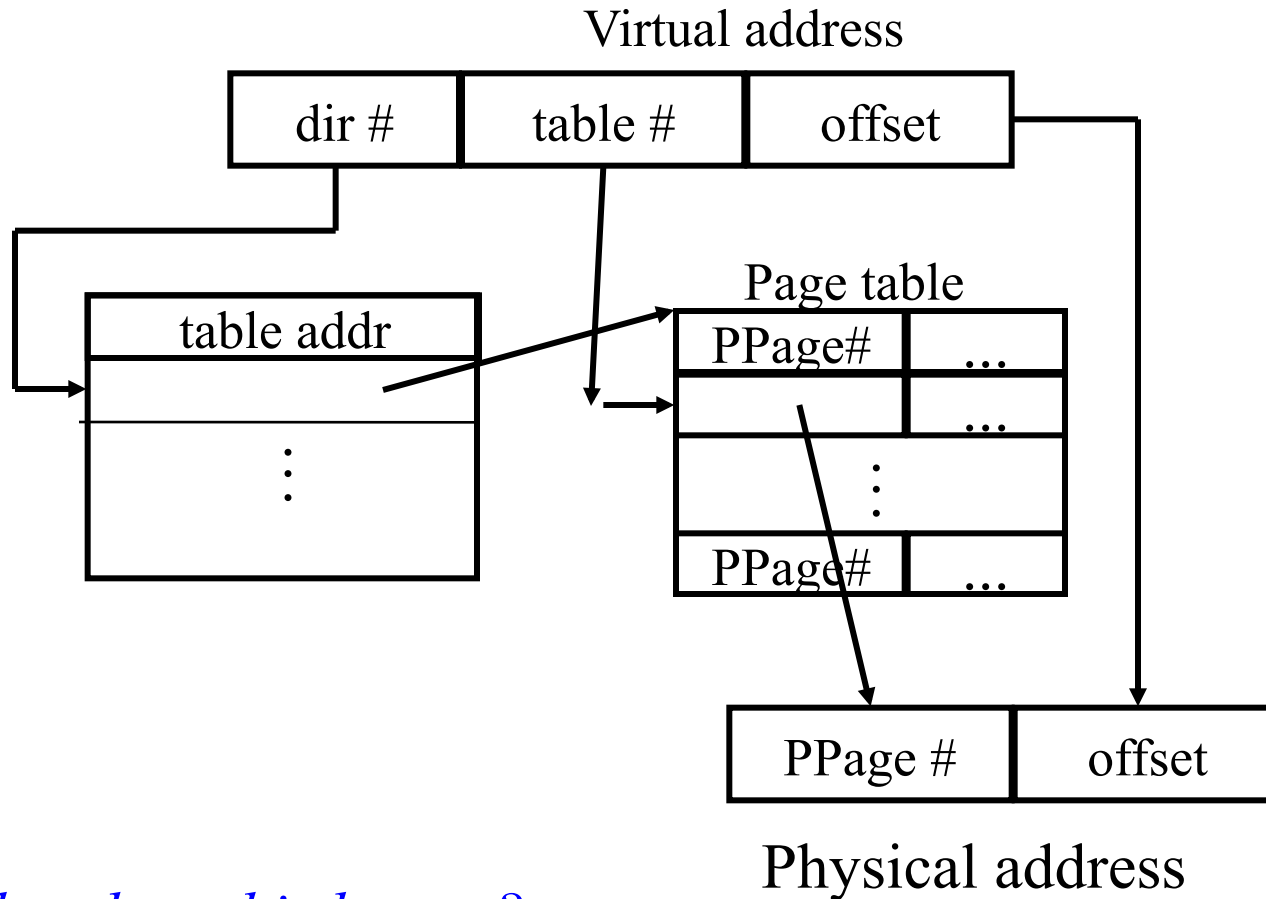 Virtual address
dir # table # offset
Page table
table addr
PPage# ...
...
⋮ ⋮
PPage# ...
PPage # offset
Physical address